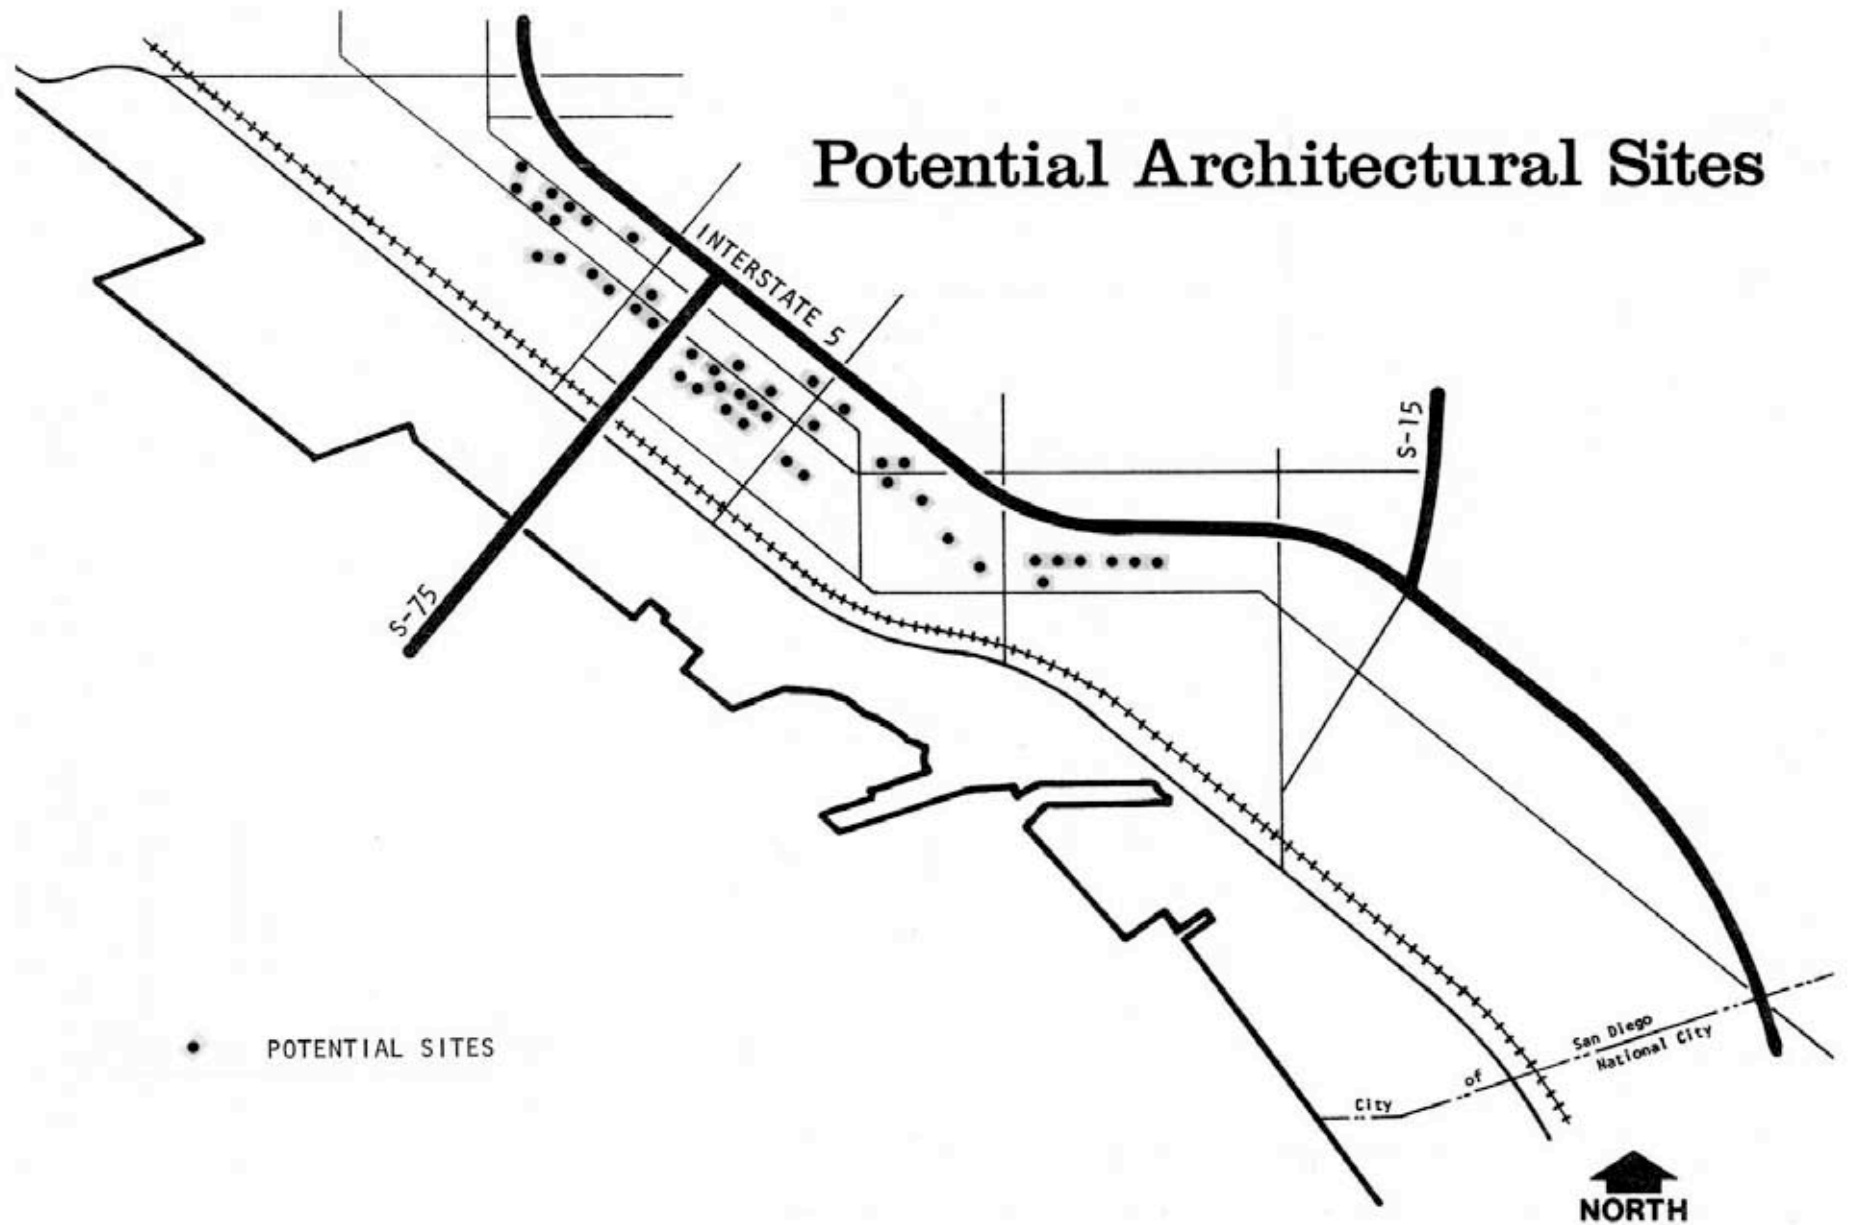 Potential Architectural Sites
INTERSTATE 5
S-15
S-75
POTENTIAL SITES
San Diego
City of
National City
NORTH